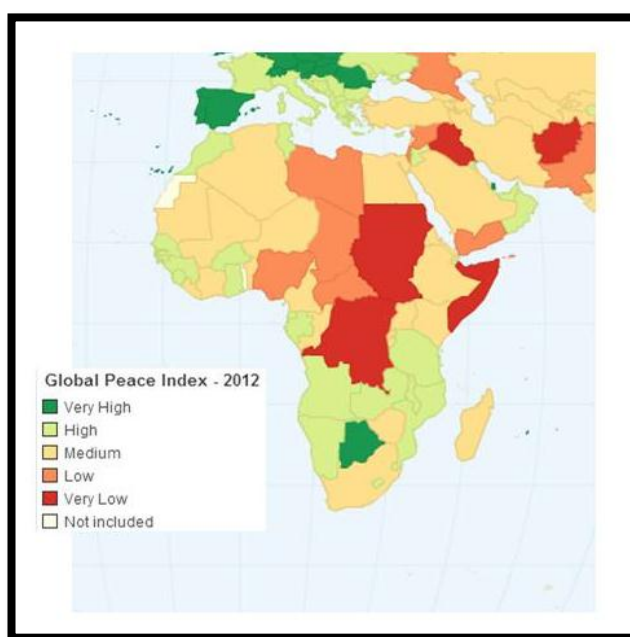 Global Peace Index - 2012
Very High
High
Medium
Low
Very Low
Not included